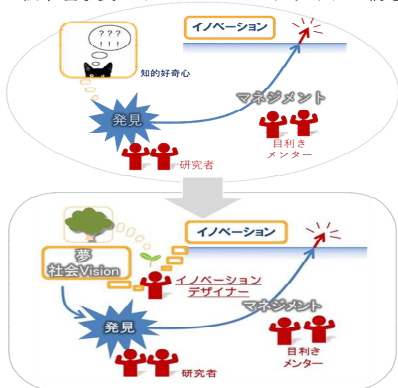 ???
!!!
イノベーション
知的好奇心
マネジメント
発見
目利き
メンター
研究者
イノベーション
夢
社会Vision
イノベーション
デザイナー
マネジメント
発見
目利き
メンター
研究者